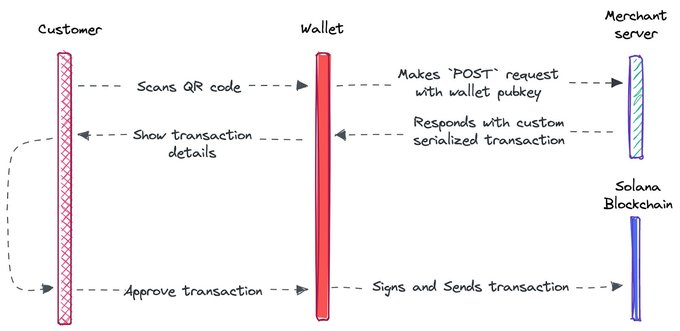 Customer
Wallet
Merchant
server
Scans QR code
Makes `POST` request
with wallet pubkey
Show transaction
details
Responds with custom
serialized transaction
Solana
Blockchain
Approve transaction
Signs and Sends transaction